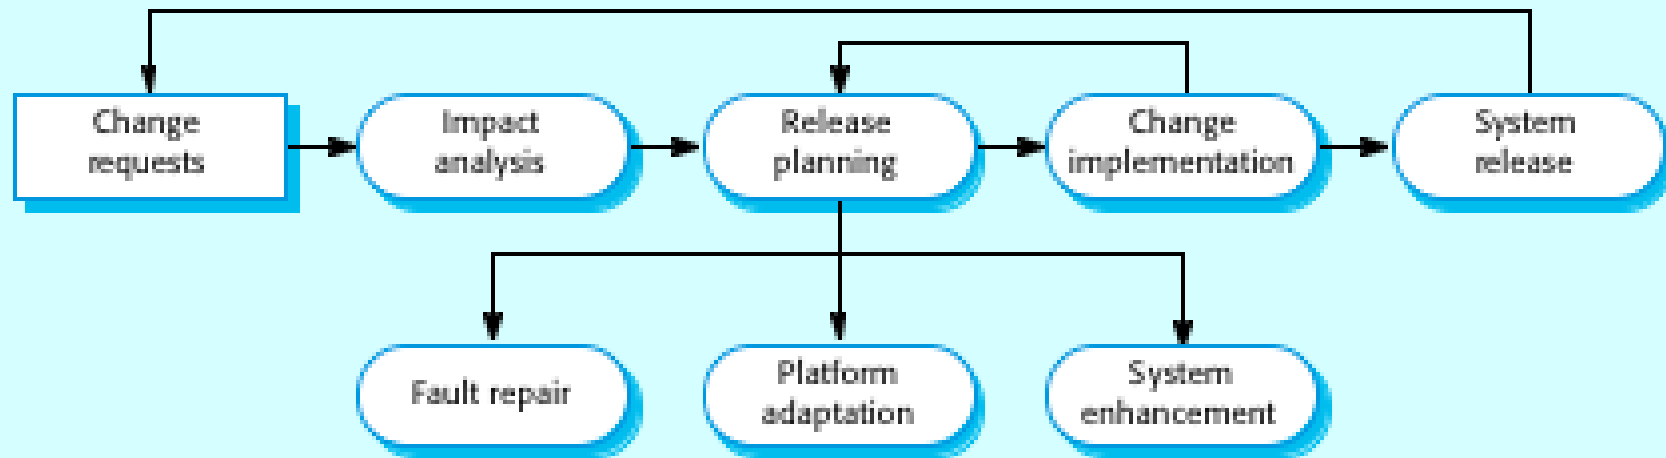 Change
requests
Impact
analysis
Release
planning
Change
implementation
System
release
Fault repair
Platform
adaptation
System
enhancement